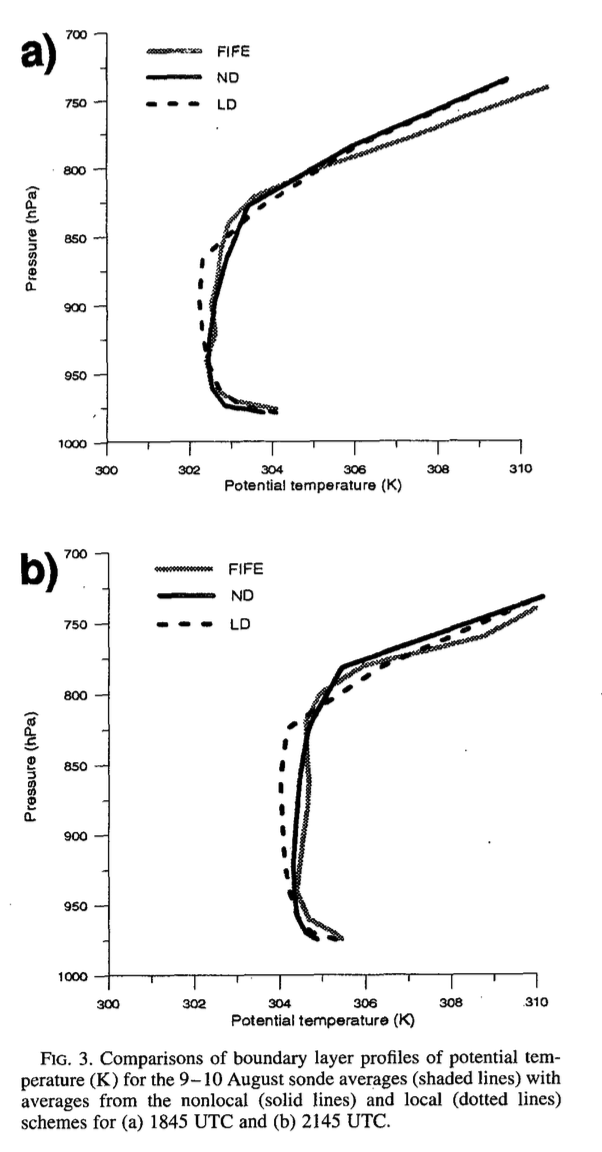 a)
700
FIFE
ND
LD
750
800
850
900
950
1000
Pressure (hPa)
300
302
304
306
308
310
Potential temperature (K)
b)
700
FIFE
ND
LD
750
800
850
900
950
1000
Pressure (hPa)
300
302
304
306
308
310
Potential temperature (K)
FIG. 3. Comparisons of boundary layer profiles of potential tem-
perature (K) for the 9–10 August sonde averages (shaded lines) with
averages from the nonlocal (solid lines) and local (dotted lines)
schemes for (a) 1845 UTC and (b) 2145 UTC.